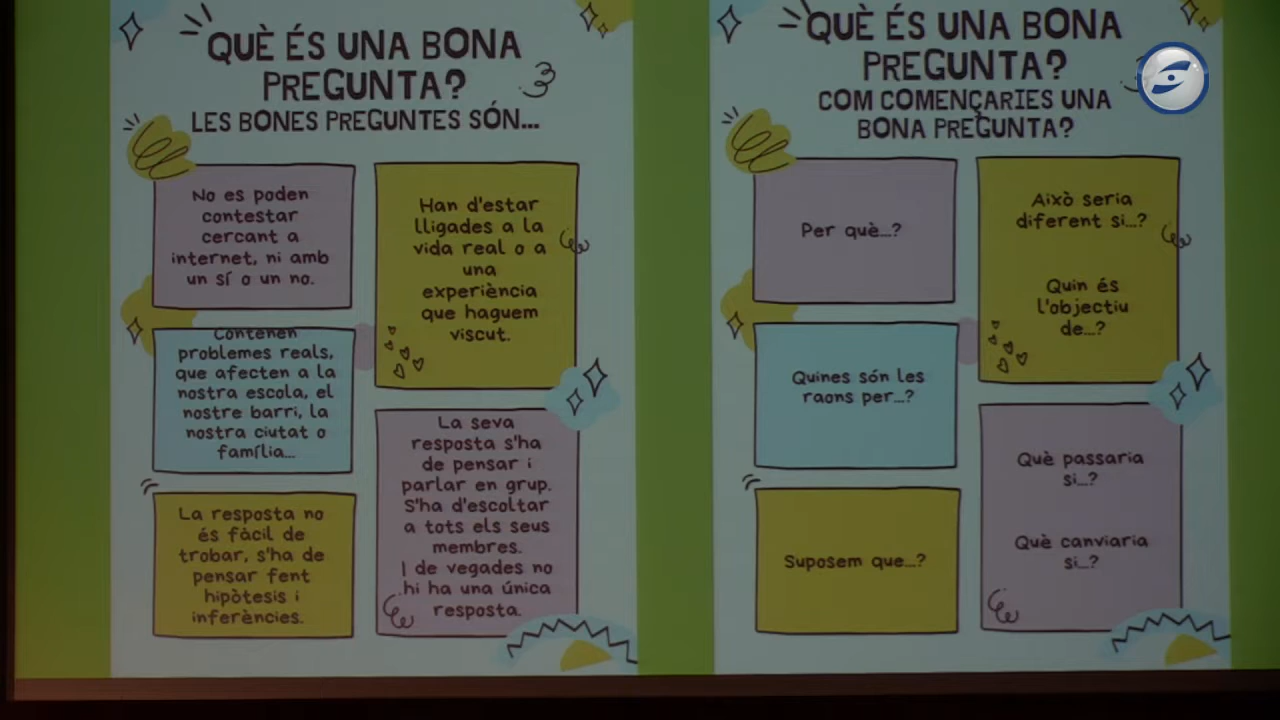 QUÈ ÉS UNA BONA
PREGUNTA?
LES BONES PREGUNTES SÓN...
No es poden
contestar
cercant a
internet, ni amb
un sí o un no.
Han d'estar
lligades a la
vida real o a
una
experiència
que haguem
viscut.
Contenen
problemes reals,
que afecten a la
nostra escola, el
nostre barri, la
nostra ciutat o
família...
La seva
resposta s'ha
de pensar i
parlar en grup.
S'ha d'escoltar
a tots els seus
membres.
I de vegades no
hi ha una única
resposta.
La resposta no
és fàcil de
trobar, s'ha de
pensar fent
hipòtesis i
inferències.
QUÈ ÉS UNA BONA
PREGUNTA?
COM COMENÇARIES UNA
BONA PREGUNTA?
Per què...?
Això seria
diferent si...?
Quin és
l'objectiu
de...?
Quines són les
raons per...?
Què passaria
si...?
Què canviaria
si...?
Suposem que...?